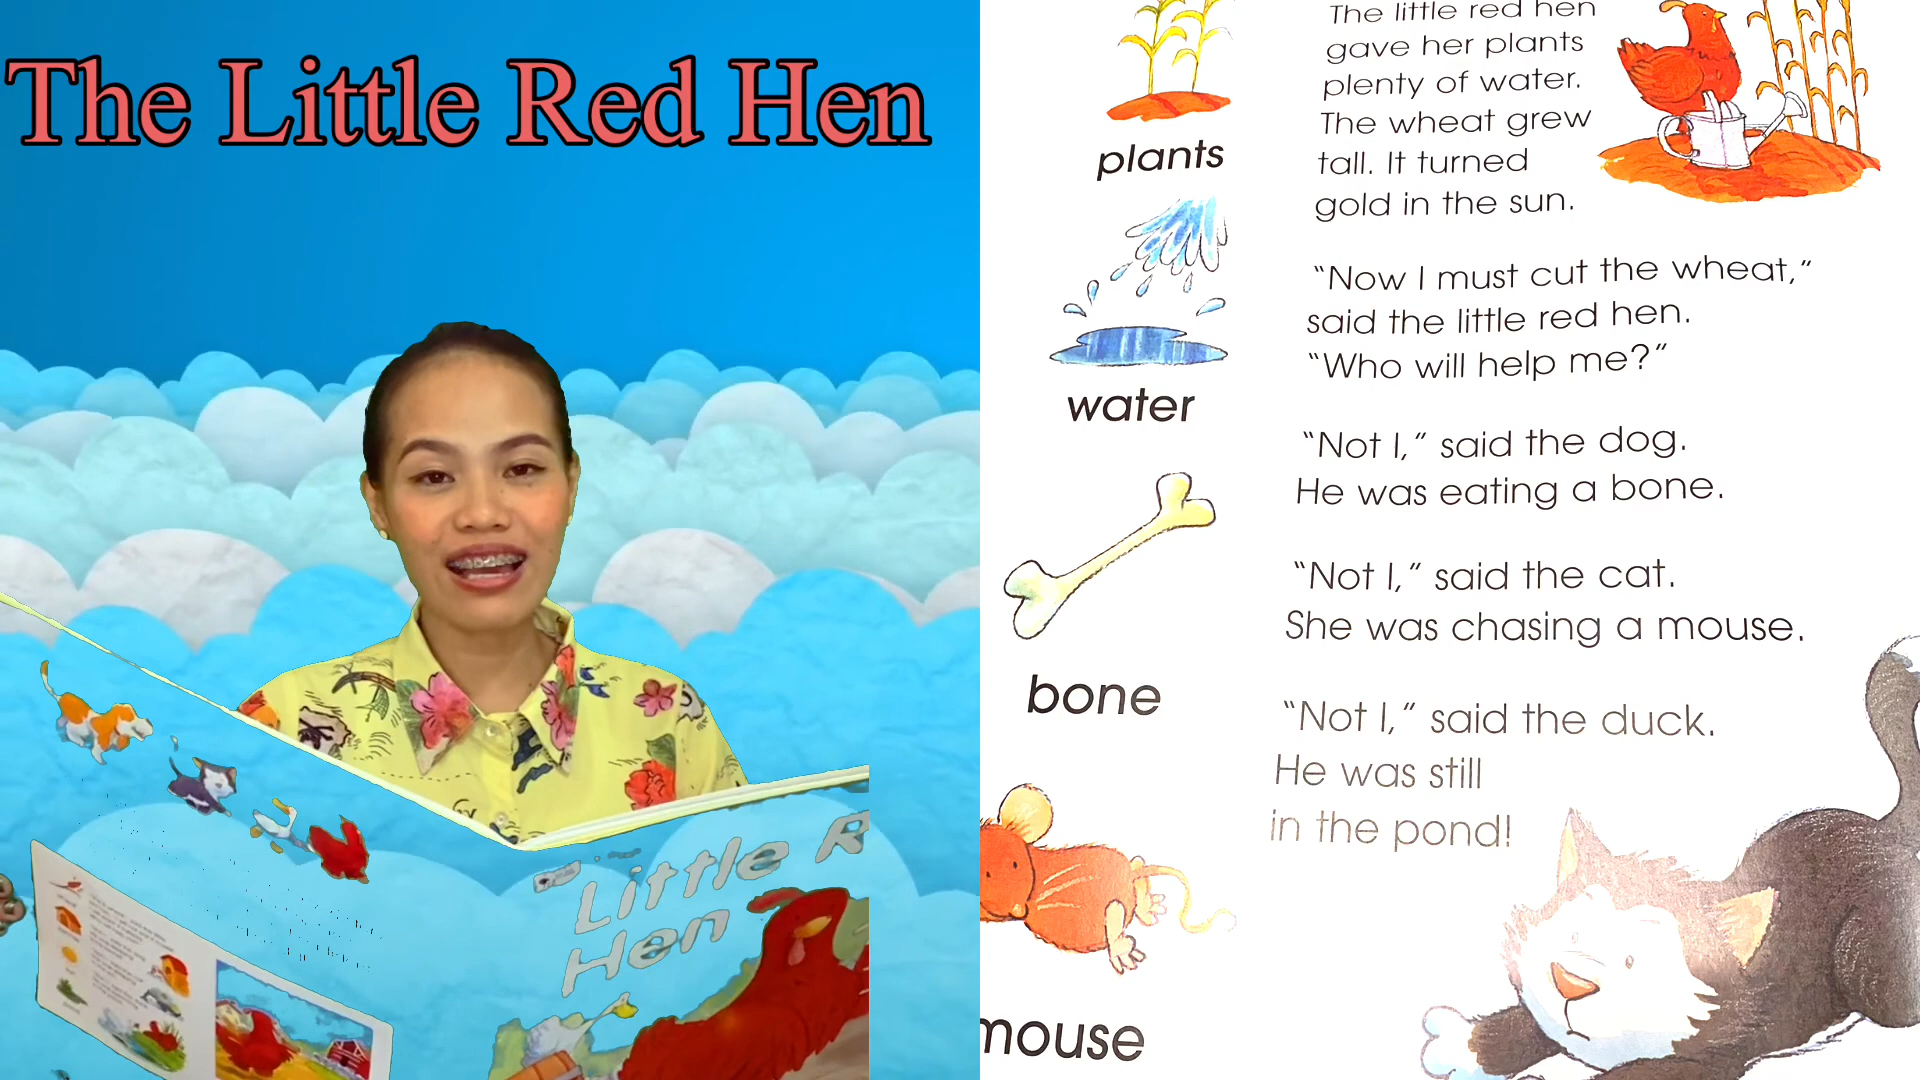 The Little Red Hen
Little R
Hen
plants
water
bone
mouse
The little red hen
gave her plants
plenty of water.
The wheat grew
tall. It turned
gold in the sun.
“Now I must cut the wheat,”
said the little red hen.
“Who will help me?”
“Not I,” said the dog.
He was eating a bone.
“Not I,” said the cat.
She was chasing a mouse.
“Not I,” said the duck.
He was still
in the pond!